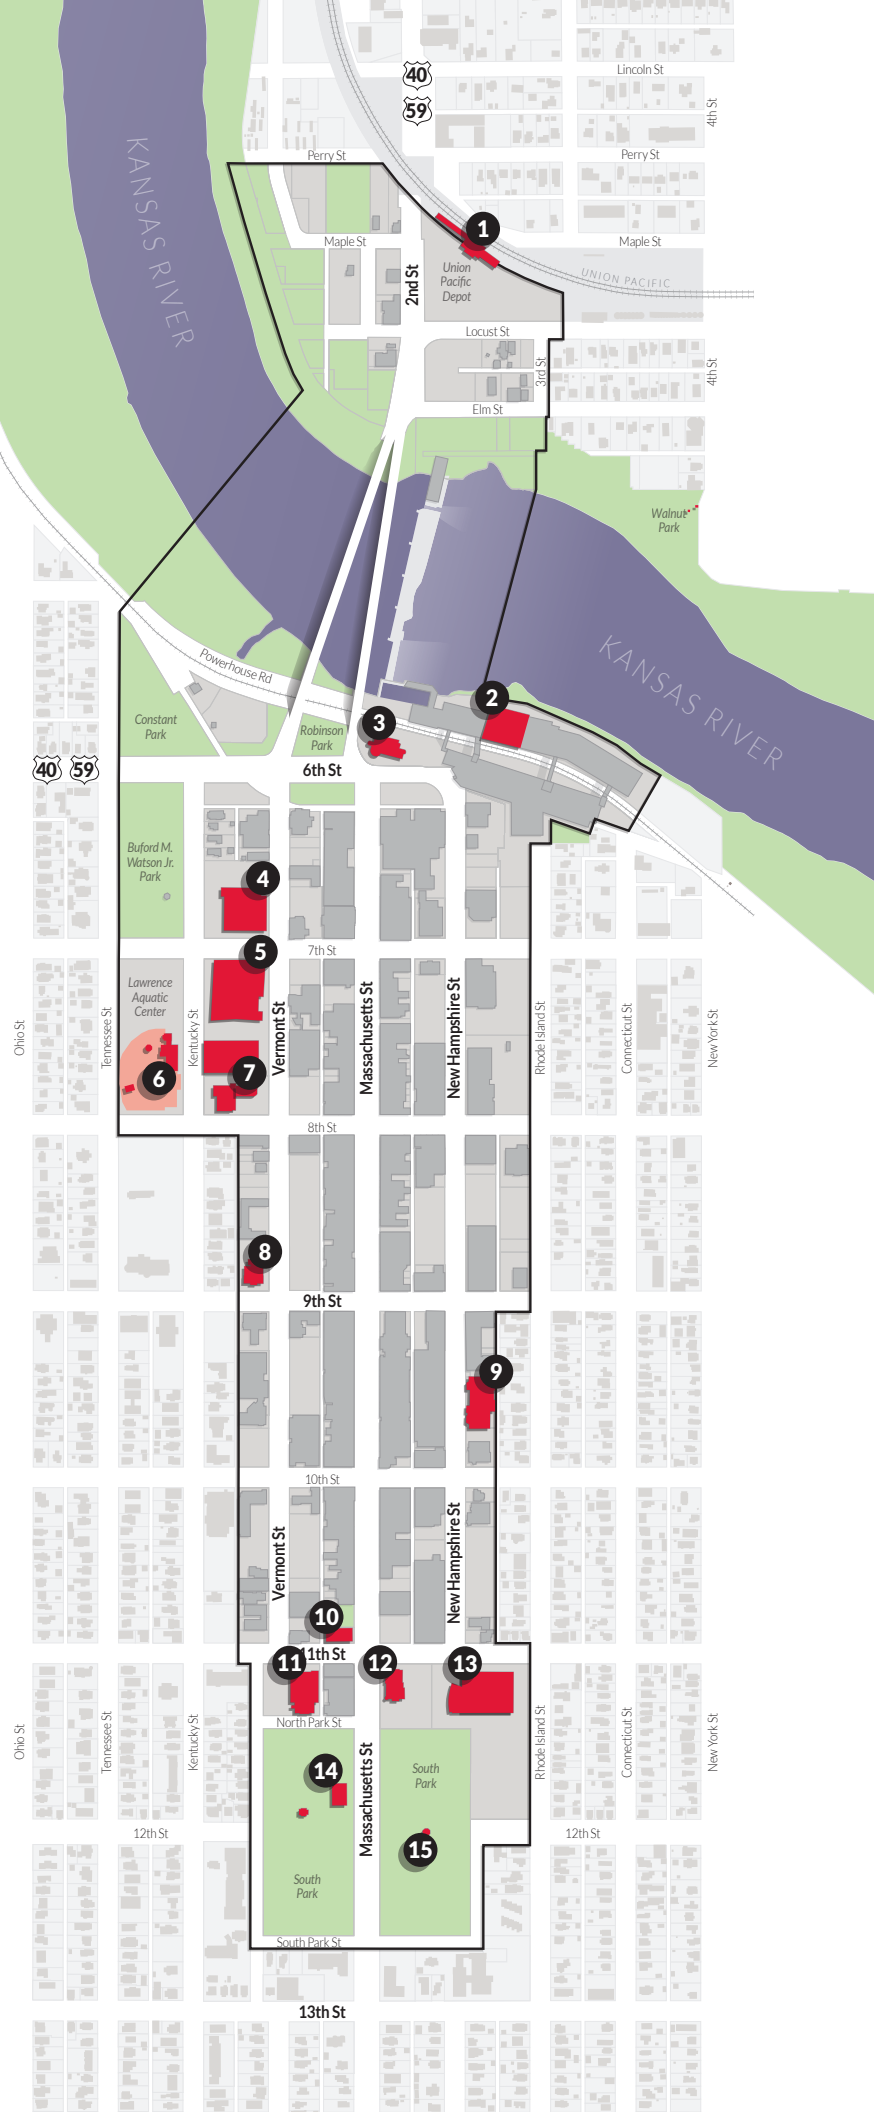 40
59
Lincoln St
4th St
Perry St
Perry St
KANSAS RIVER
1
Maple St
Maple St
2nd St
Union
Pacific
Depot
UNION PACIFIC
Locust St
3rd St
4th St
Elm St
Walnut
Park
KANSAS RIVER
Powerhouse Rd
2
3
Constant
Park
Robinson
Park
40
59
6th St
Buford M.
Watson Jr.
Park
4
5
7th St
Lawrence
Aquatic
Center
Ohio St
Tennessee St
Kentucky St
Vermont St
Massachusetts St
New Hampshire St
Rhode Island St
Connecticut St
New York St
6
7
8th St
8
9th St
9
10th St
Vermont St
New Hampshire St
10
11th St
11
12
13
North Park St
Ohio St
Tennessee St
Kentucky St
Massachusetts St
Rhode Island St
Connecticut St
New York St
14
South
Park
12th St
12th St
15
South
Park
South Park St
13th St